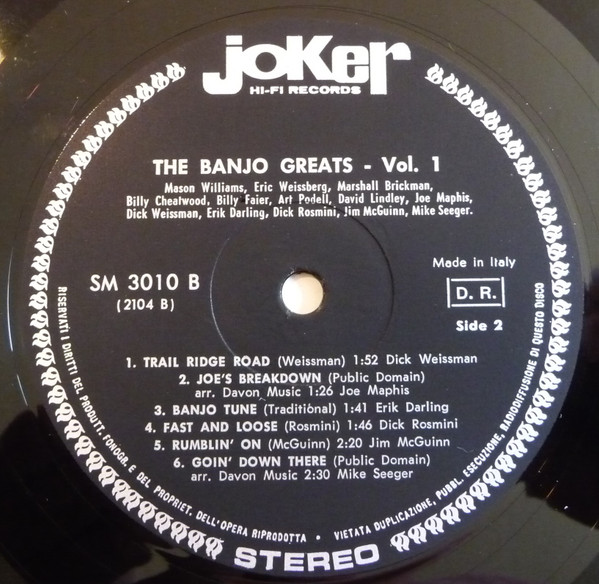 joKer
HI-FI RECORDS
THE BANJO GREATS - Vol. 1
Mason Williams, Eric Weissberg, Marshall Brickman,
Billy Cheatwood, Billy Faier, Art Podell, David Lindley, Joe Maphis,
Dick Weissman, Erik Darling, Dick Rosmini, Jim McGuinn, Mike Seeger.
SM 3010 B
(2104 B)
Made in Italy
D. R.
Side 2
1. TRAIL RIDGE ROAD (Weissman) 1:52 Dick Weissman
2. JOE'S BREAKDOWN (Public Domain)
arr. Davon Music 1:26 Joe Maphis
3. BANJO TUNE (Traditiònal) 1:41 Erik Darling
4. FAST AND LOOSE (Rosmini) 1:46 Dick Rosmini
5. RUMBLIN' ON (McGuinn) 2:20 Jim McGuinn
6. GOIN' DOWN THERE (Public Domain)
arr. Davon Music 2:30 Mike Seeger
RISERVATI I DIRITTI DEL PRODUTT. FONOGR. E DEL PROPRIET. DELL'OPERA RIPRODOTTA • VIETATA DUPLICAZIONE, PUBBL. ESECUZIONE, RADIODIFFUSIONE DI QUESTO DISCO
STEREO